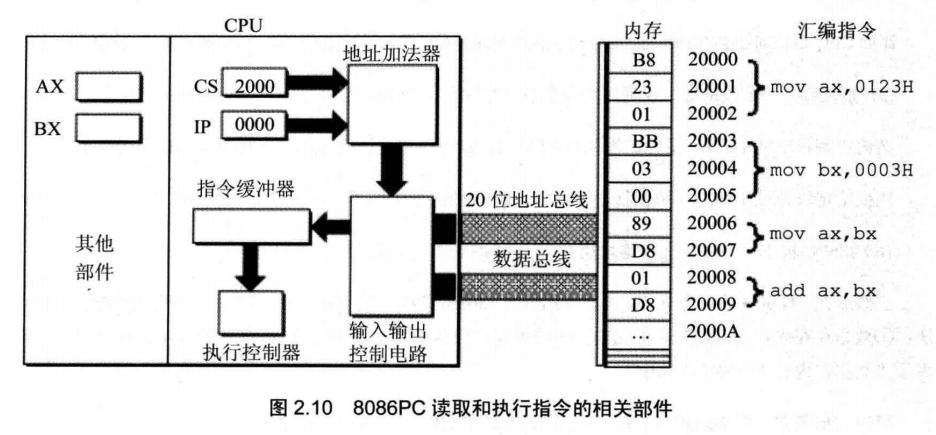 CPU
内存
汇编指令
地址加法器
AX
BX
CS 2000
IP 0000
指令缓冲器
其他
部件
执行控制器
输入输出
控制电路
20 位地址总线
数据总线
B8 20000
23 20001 mov ax,0123H
01 20002
BB 20003
03 20004 mov bx,0003H
00 20005
89 20006
mov ax,bx
D8 20007
01 20008
add ax,bx
D8 20009
… 2000A
图 2.10 8086PC 读取和执行指令的相关部件